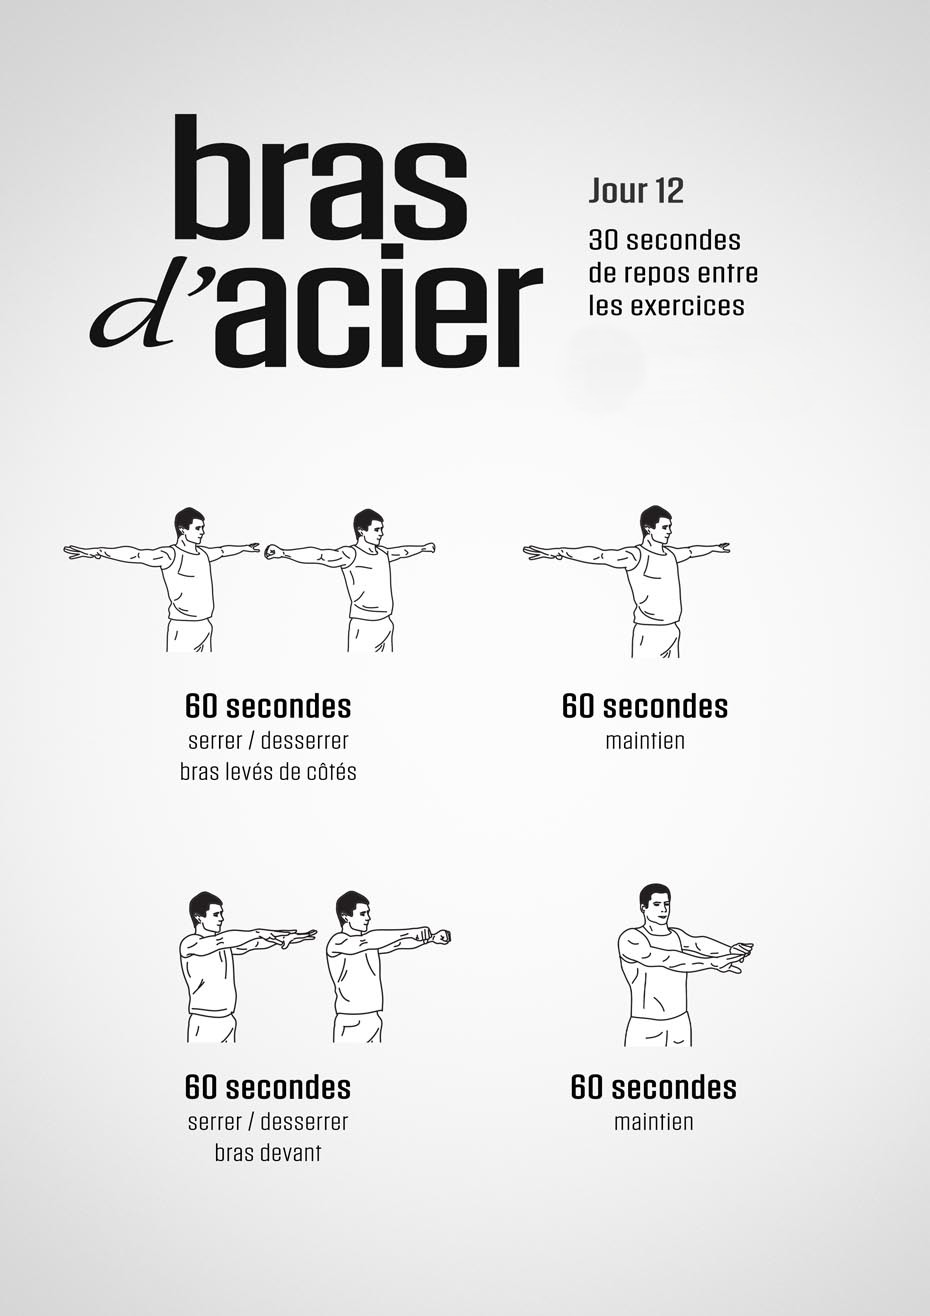 bras
d'acier
Jour 12
30 secondes
de repos entre
les exercices
60 secondes
serrer / desserrer
bras levés de côtés
60 secondes
maintien
60 secondes
serrer / desserrer
bras devant
60 secondes
maintien